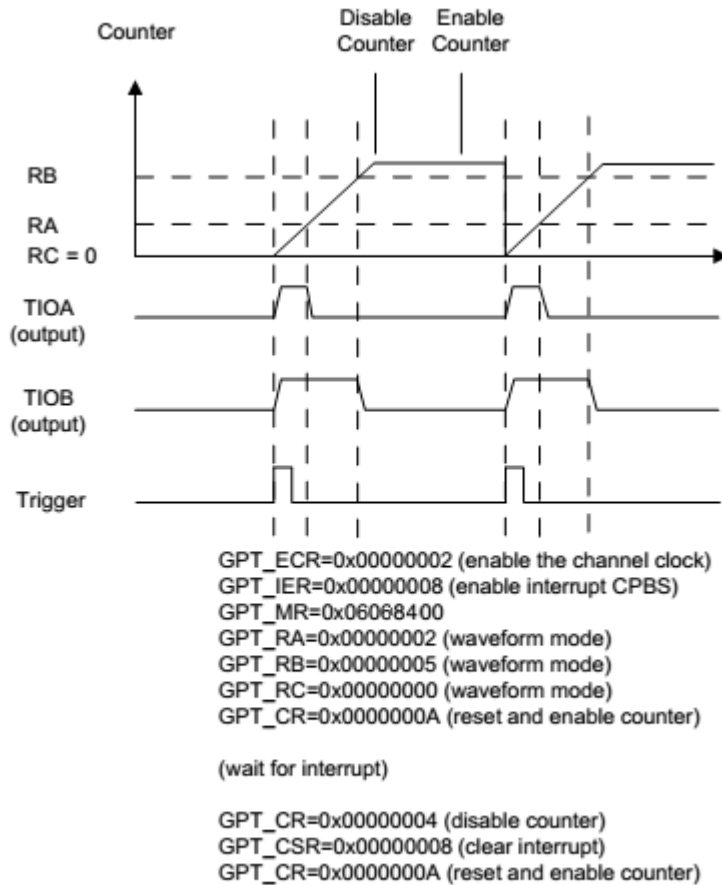 Counter
Disable
Counter
Enable
Counter
RB
RA
RC = 0
TIOA
(output)
TIOB
(output)
Trigger
GPT_ECR=0x00000002 (enable the channel clock)
GPT_IER=0x00000008 (enable interrupt CPBS)
GPT_MR=0x06068400
GPT_RA=0x00000002 (waveform mode)
GPT_RB=0x00000005 (waveform mode)
GPT_RC=0x00000000 (waveform mode)
GPT_CR=0x0000000A (reset and enable counter)
(wait for interrupt)
GPT_CR=0x00000004 (disable counter)
GPT_CSR=0x00000008 (clear interrupt)
GPT_CR=0x0000000A (reset and enable counter)